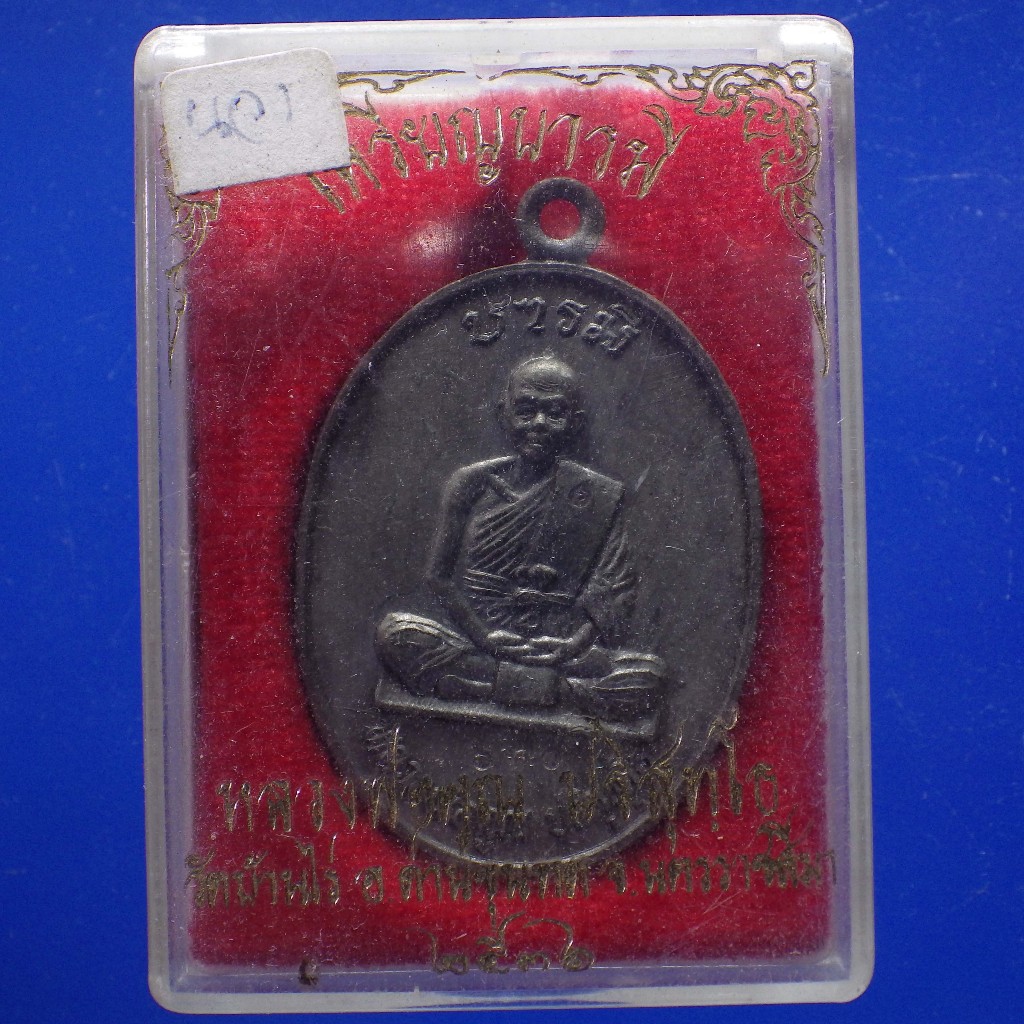 เหรียญบารมี
บารมี
หลวงพ่อคูณ ปริสุทฺโธ
วัดบ้านไร่ อ.ด่านขุนทด จ.นครราชสีมา
๒๕๓๖